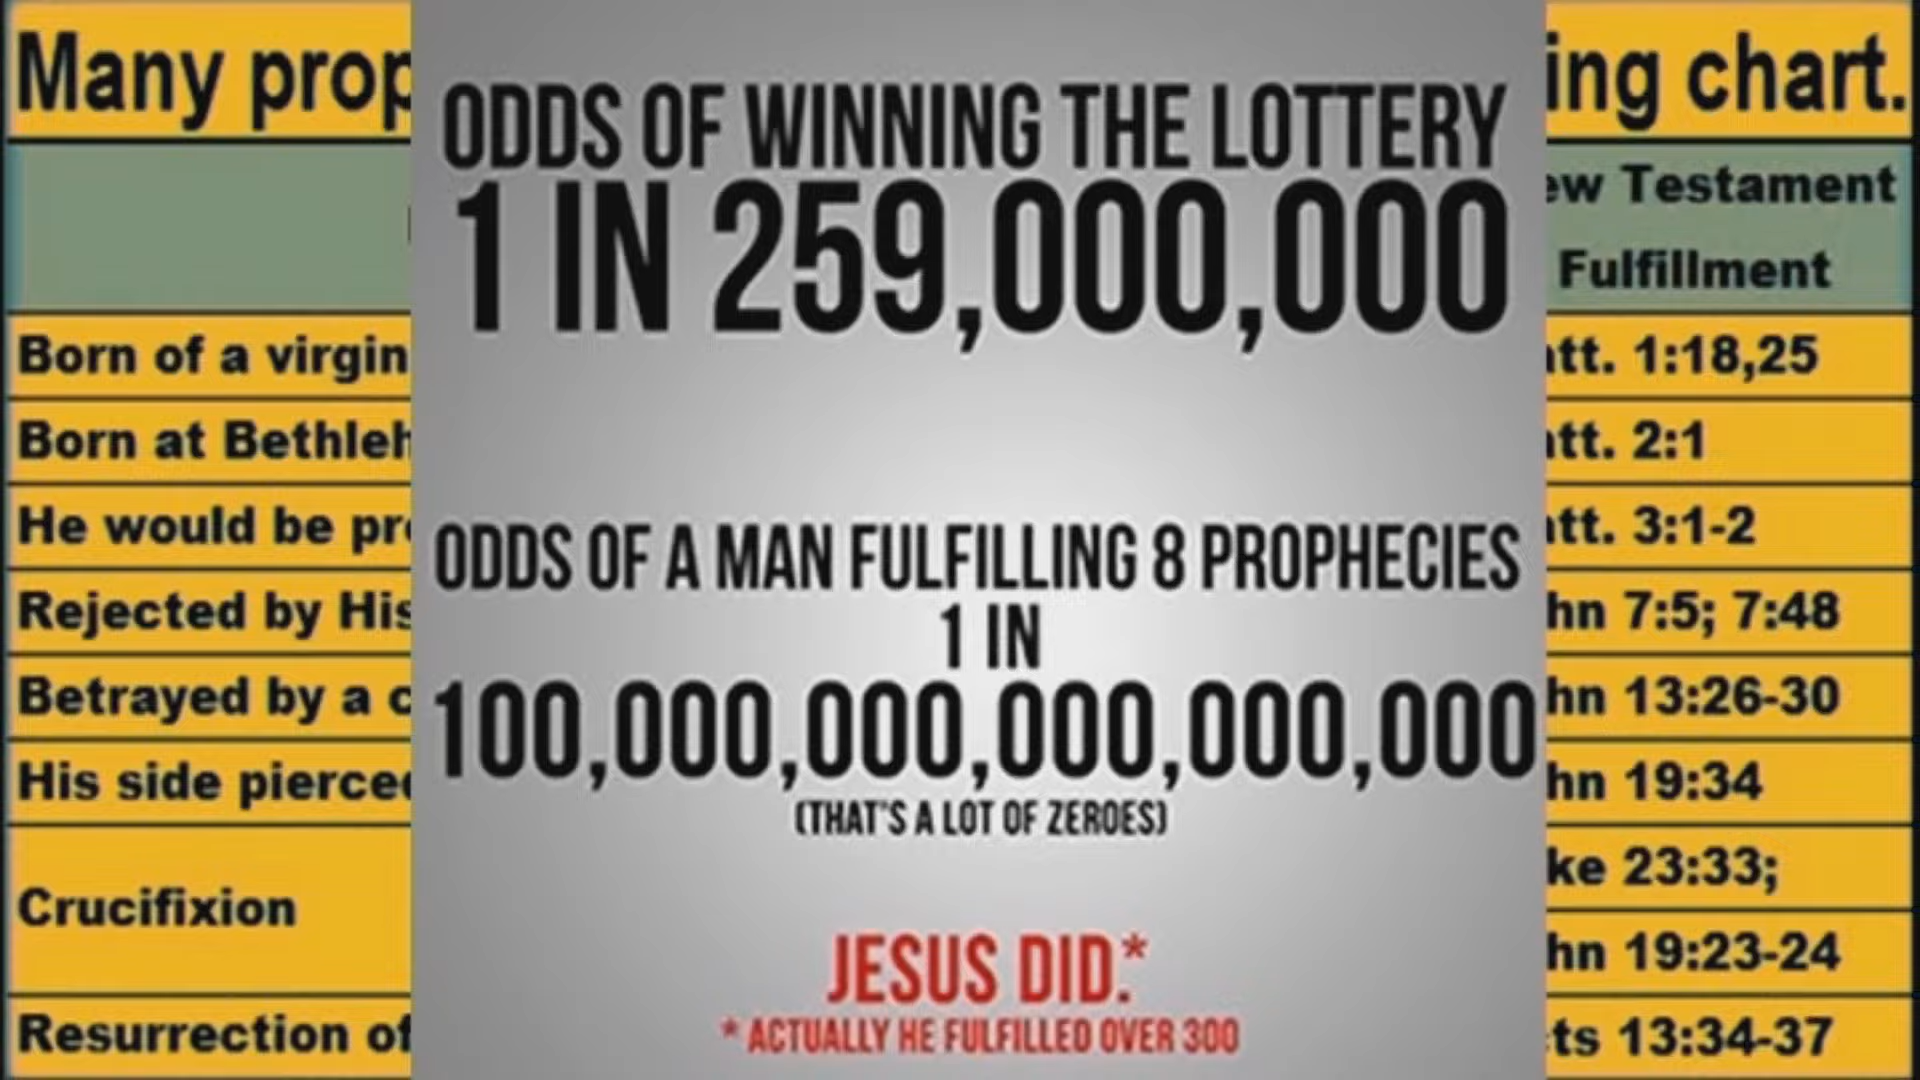 Many prop
ing chart.
ew Testament
Fulfillment
Born of a virgin
tt. 1:18,25
Born at Bethleh
tt. 2:1
He would be pr
tt. 3:1-2
Rejected by His
hn 7:5; 7:48
Betrayed by a c
hn 13:26-30
His side pierce
hn 19:34
Crucifixion
ke 23:33;
hn 19:23-24
Resurrection of
ts 13:34-37
ODDS OF WINNING THE LOTTERY
1 IN 259,000,000
ODDS OF A MAN FULFILLING 8 PROPHECIES
1 IN
100,000,000,000,000,000
(THAT'S A LOT OF ZEROES)
JESUS DID.*
* ACTUALLY HE FULFILLED OVER 300